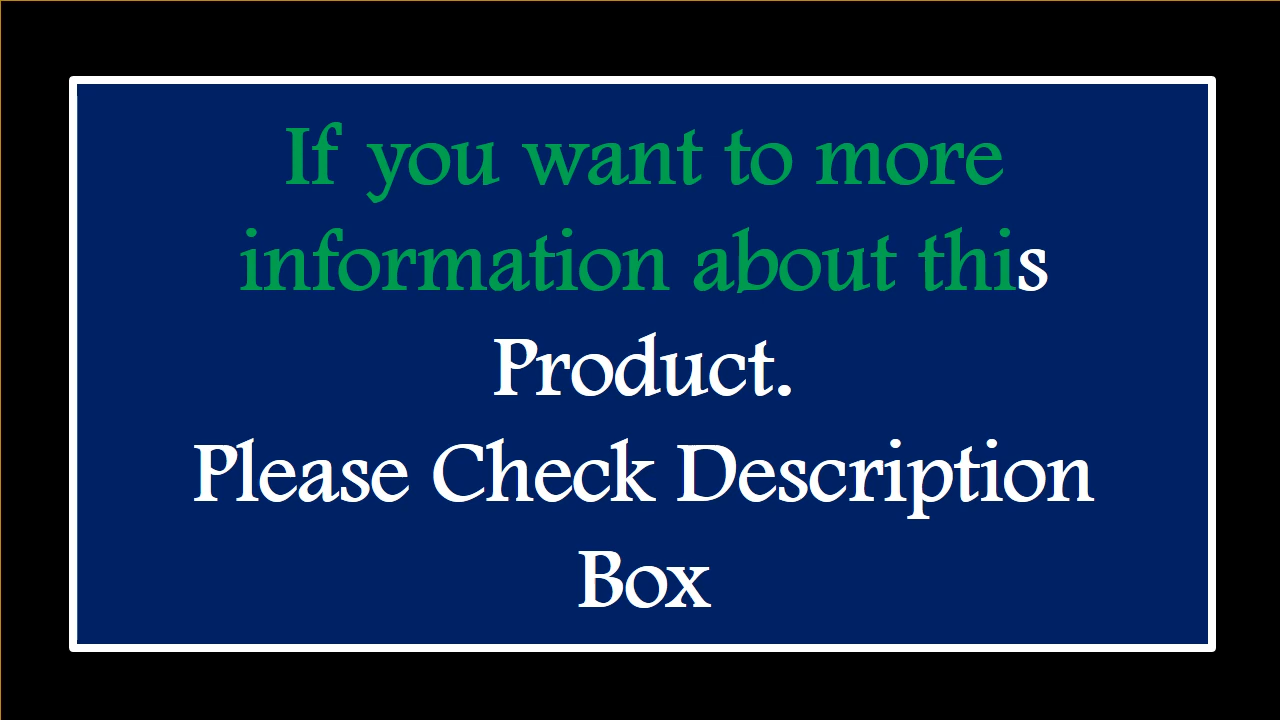 If you want to more
information about this
Product.
Please Check Description
Box